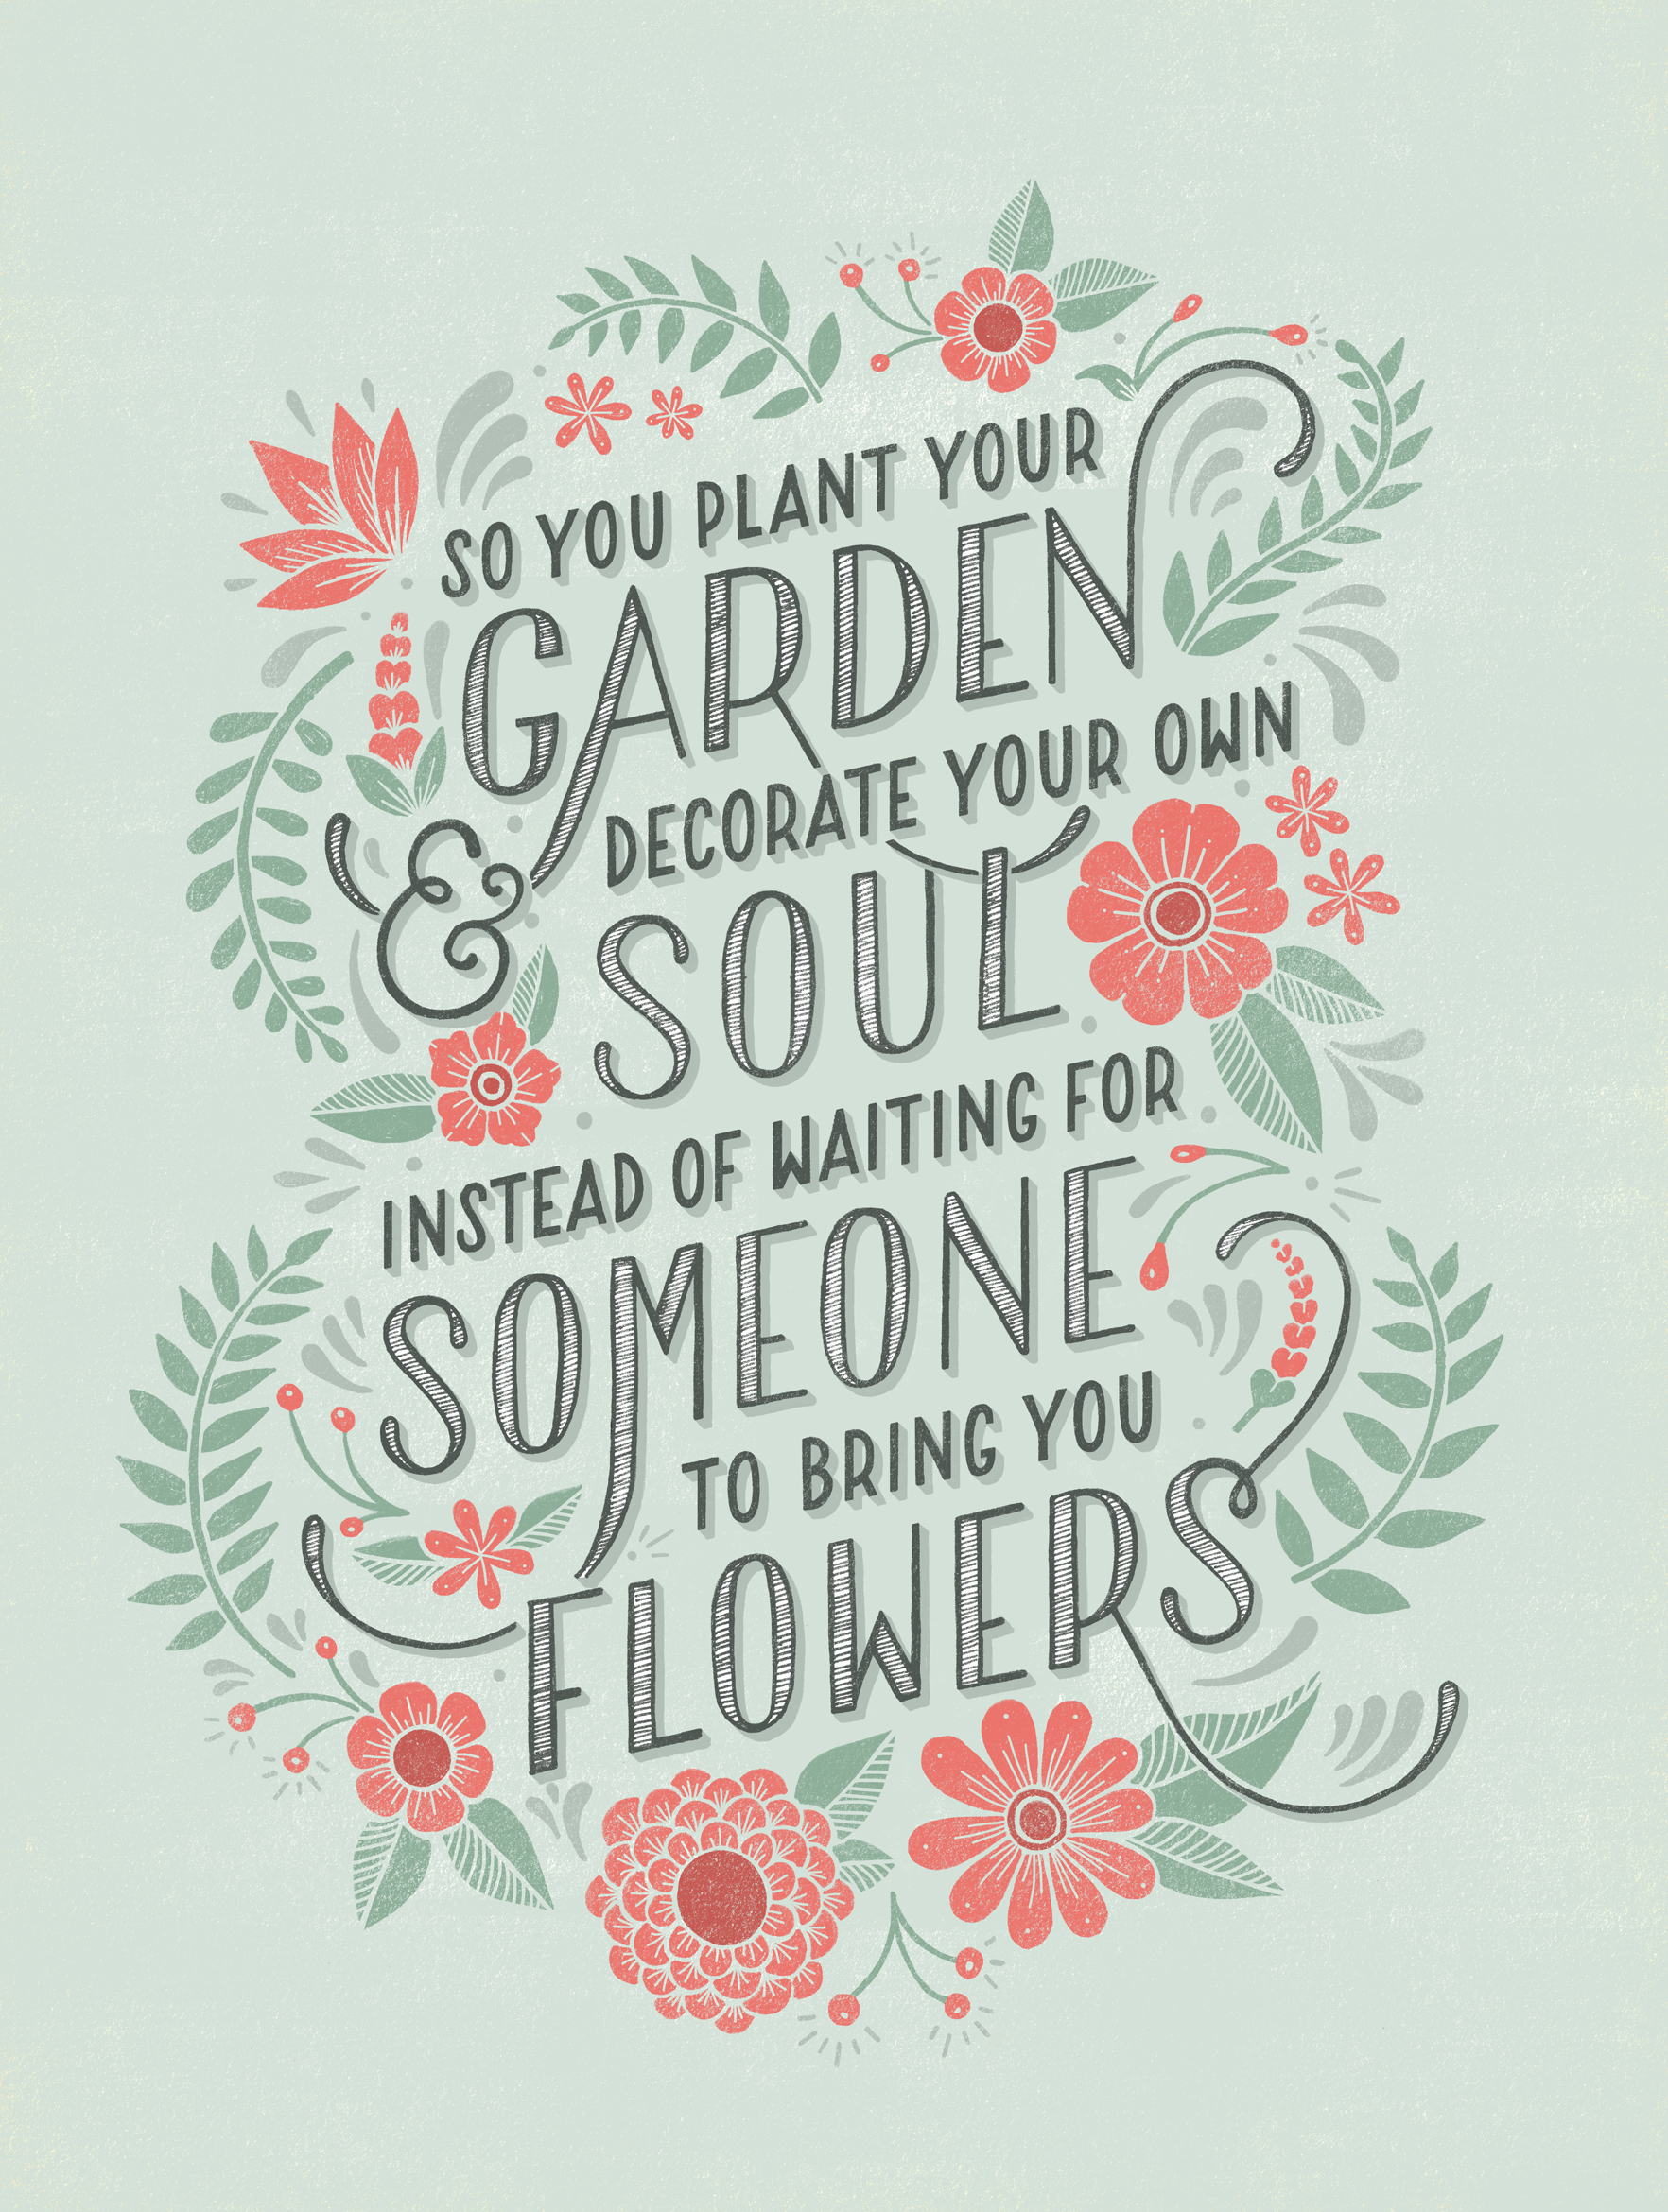 SO YOU PLANT YOUR
GARDEN
& DECORATE YOUR OWN
SOUL
INSTEAD OF WAITING FOR
SOMEONE
TO BRING YOU
FLOWERS